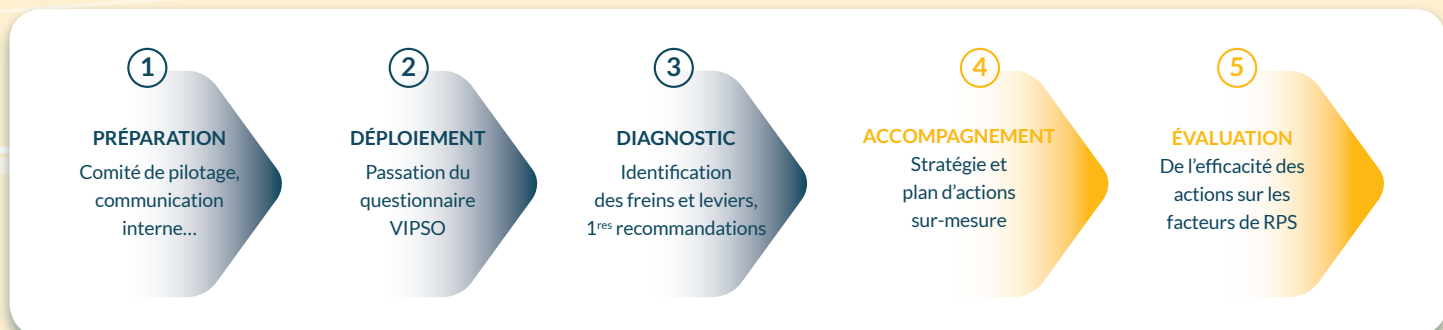 1
PRÉPARATION
Comité de pilotage,
communication
interne…
2
DÉPLOIEMENT
Passation du
questionnaire
VIPSO
3
DIAGNOSTIC
Identification
des freins et leviers,
1res recommandations
4
ACCOMPAGNEMENT
Stratégie et
plan d’actions
sur-mesure
5
ÉVALUATION
De l’efficacité des
actions sur les
facteurs de RPS